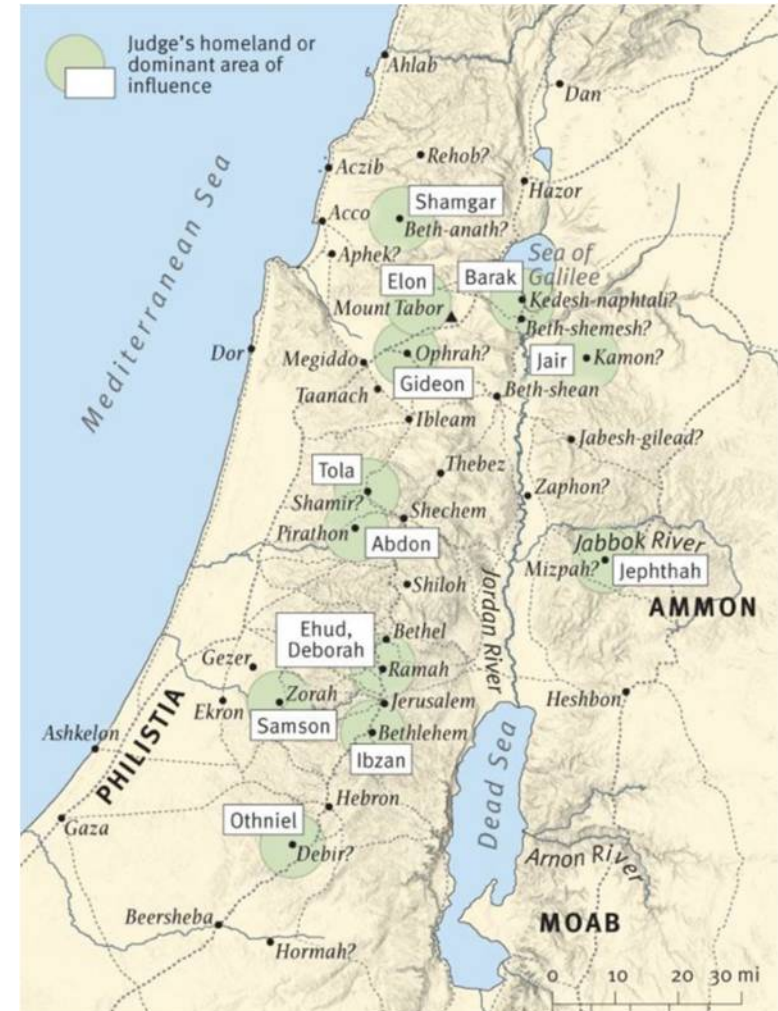 Judge's homeland or
dominant area of
influence
Ahlab
Dan
Mediterranean Sea
Rehob?
Aczib
Hazor
Shamgar
Acco
Beth-anath?
Aphek?
Sea of
Galilee
Elon
Barak
Mount Tabor
Kedesh-naphtali?
Beth-shemesh?
Dor
Megiddo
Ophrah?
Jair
Kamon?
Gideon
Taanach
Beth-shean
Ibleam
Jabesh-gilead?
Tola
Thebez
Shamir?
Zaphon?
Shechem
Pirathon
Abdon
Jabbok River
Mizpah?
Jephthah
Shiloh
Jordan River
AMMON
Ehud,
Deborah
Bethel
Gezer
Ramah
Zorah
Jerusalem
Heshbon
Ekron
Samson
PHILISTIA
Ashkelon
Bethlehem
Ibzan
Dead Sea
Hebron
Othniel
Gaza
Debir?
Arnon River
Beersheba
MOAB
Hormah?
0 10 20 30 mi